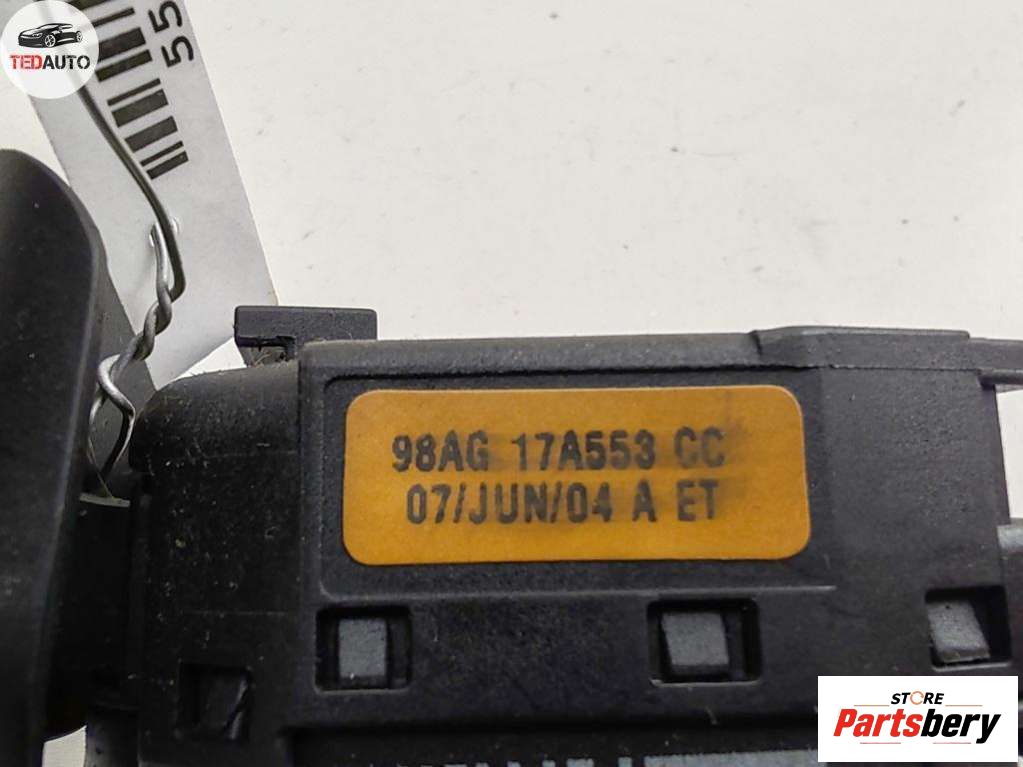 TEDAUTO
55
98AG 17A553 CC
07/JUN/04 A ET
STORE
Partsbery